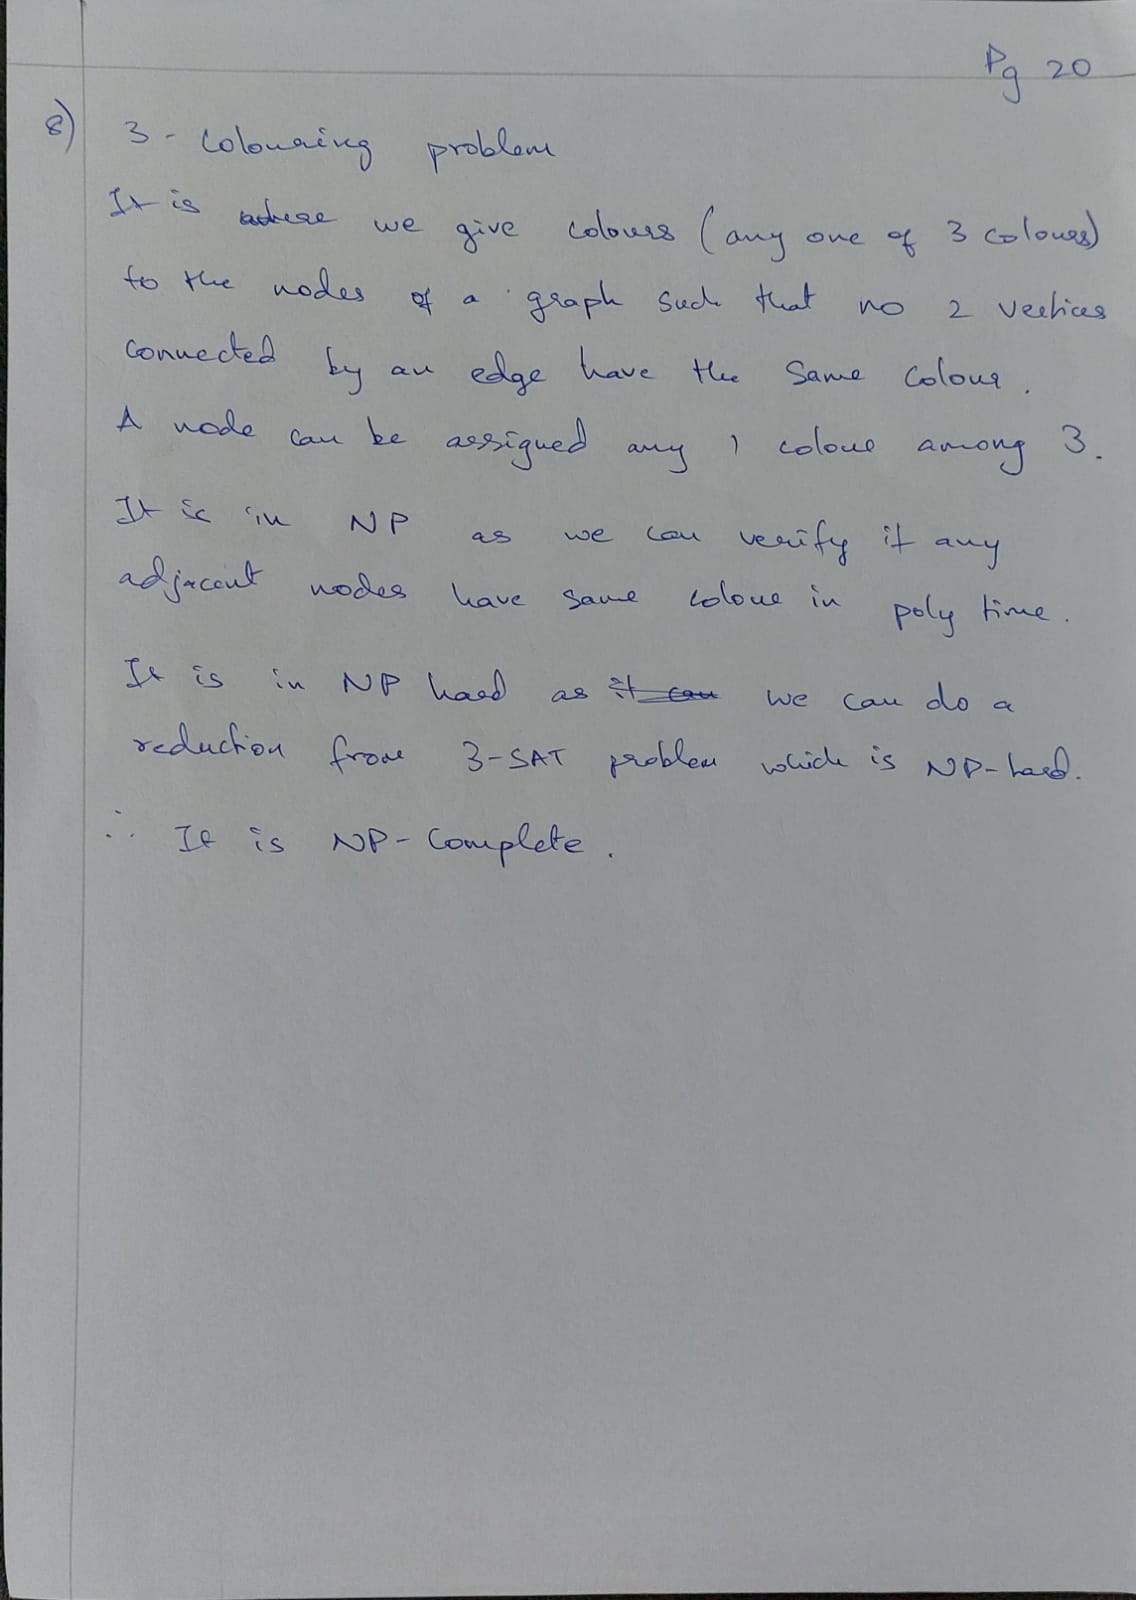 Pg 20
8) 3 - Colouring problem
It is where we give colours (any one of 3 colours)
to the nodes of a graph such that no 2 vertices
connected by an edge have the same colour.
A node can be assigned any 1 colour among 3.
It is in NP as we can verify if any
adjacent nodes have same colour in poly time.
It is in NP hard as it can we can do a
reduction from 3-SAT problem which is NP-hard.
∴ It is NP-Complete.